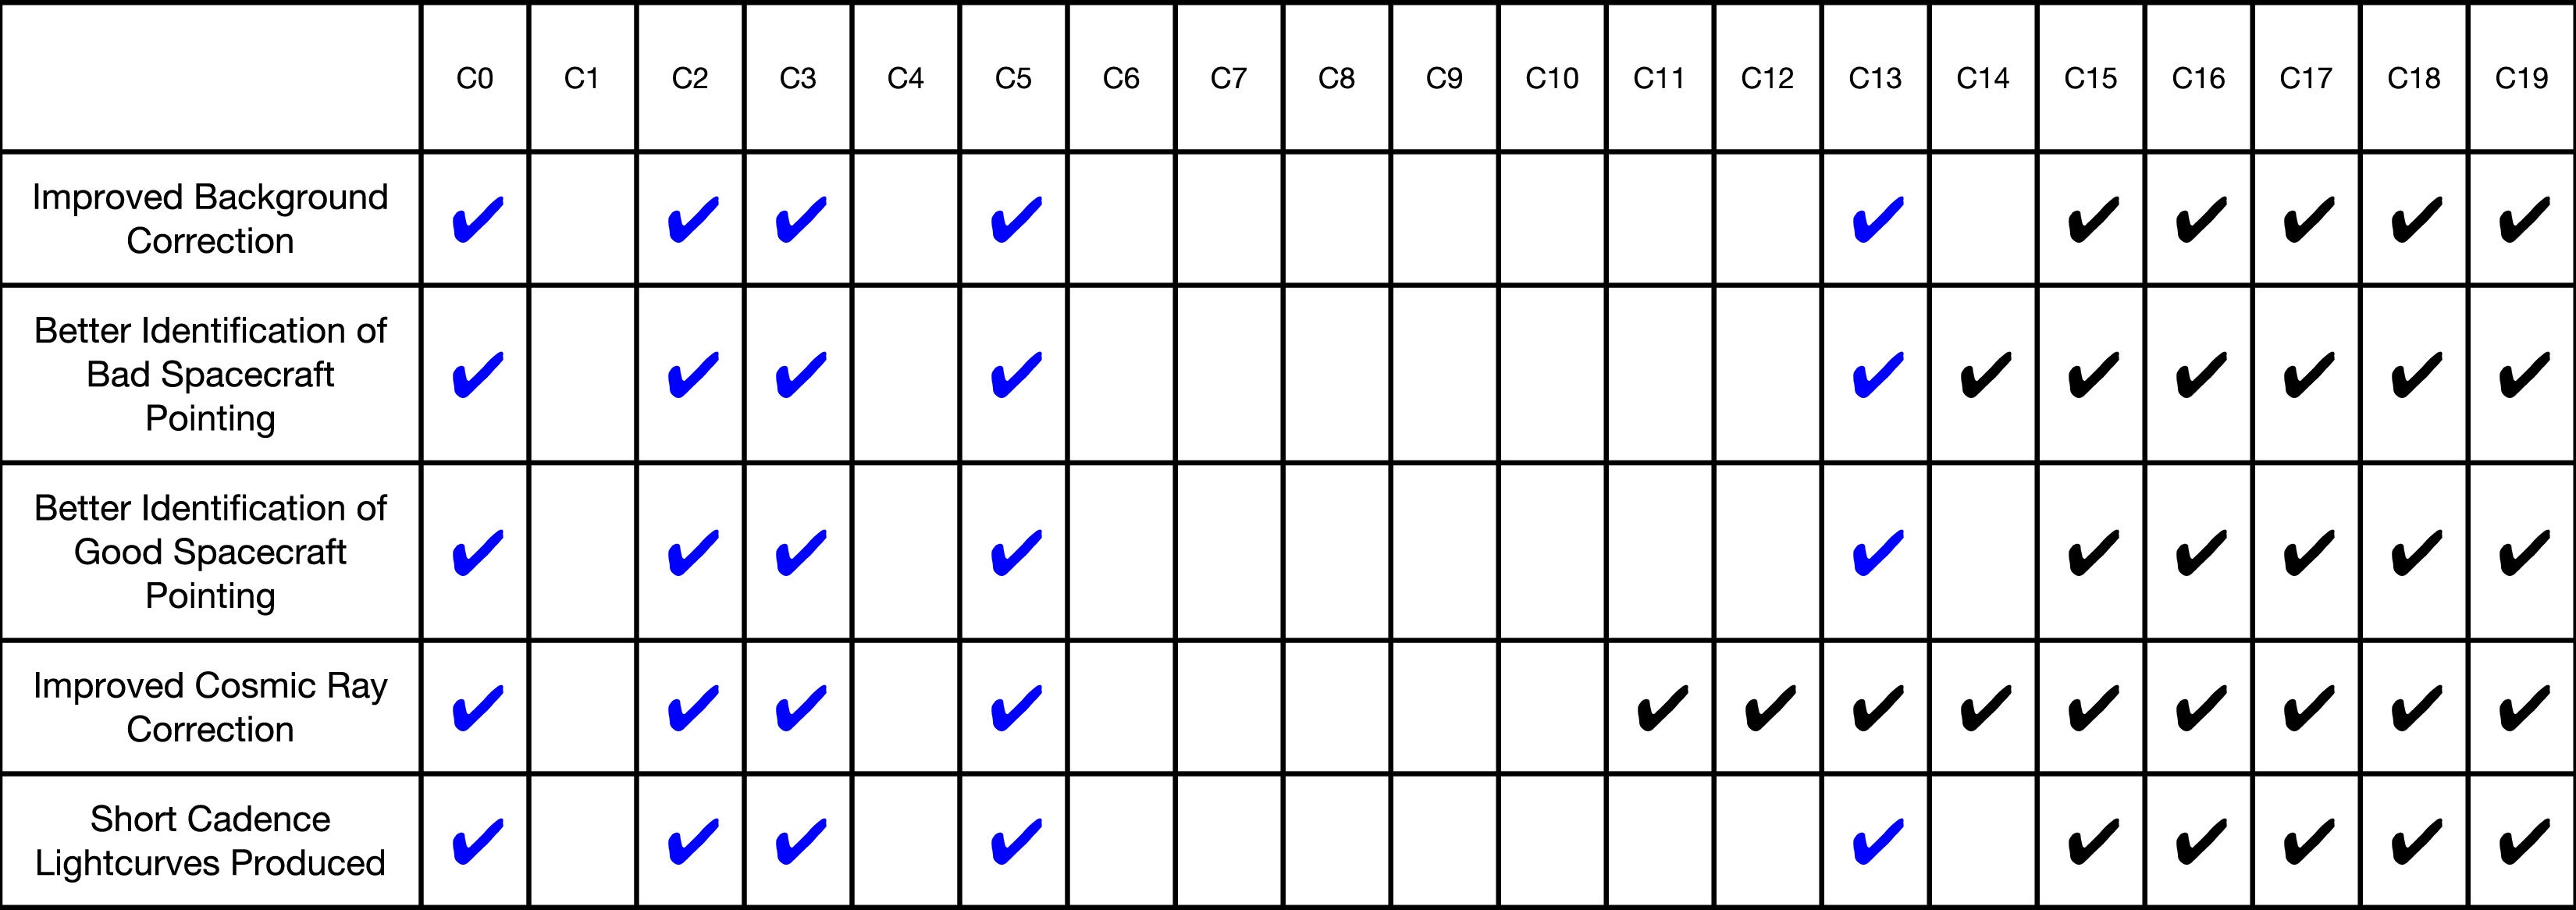 C0 C1 C2 C3 C4 C5 C6 C7 C8 C9 C10 C11 C12 C13 C14 C15 C16 C17 C18 C19
Improved Background
Correction
✔ ✔ ✔ ✔ ✔ ✔ ✔ ✔ ✔ ✔
Better Identification of
Bad Spacecraft
Pointing
✔ ✔ ✔ ✔ ✔ ✔ ✔ ✔ ✔ ✔ ✔
Better Identification of
Good Spacecraft
Pointing
✔ ✔ ✔ ✔ ✔ ✔ ✔ ✔ ✔ ✔
Improved Cosmic Ray
Correction
✔ ✔ ✔ ✔ ✔ ✔ ✔ ✔ ✔ ✔ ✔ ✔ ✔
Short Cadence
Lightcurves Produced
✔ ✔ ✔ ✔ ✔ ✔ ✔ ✔ ✔ ✔